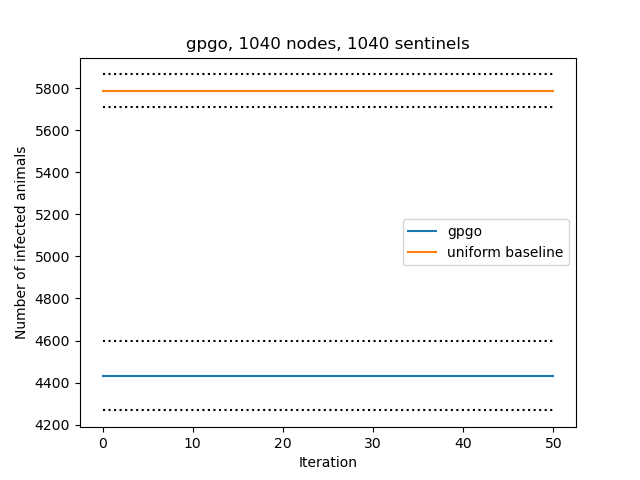 gpgo, 1040 nodes, 1040 sentinels
Number of infected animals
5800
5600
5400
5200
5000
4800
4600
4400
4200
gpgo
uniform baseline
0 10 20 30 40 50
Iteration